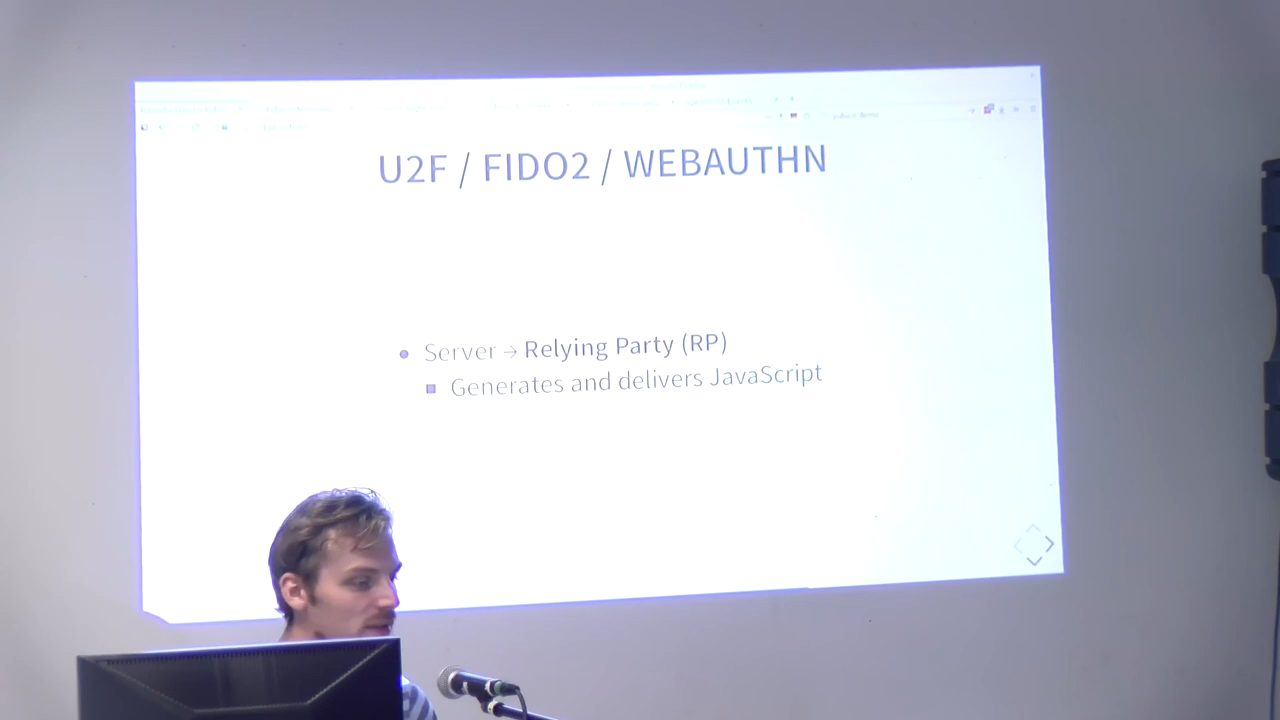 U2F / FIDO2 / WEBAUTHN
Server → Relying Party (RP)
Generates and delivers JavaScript